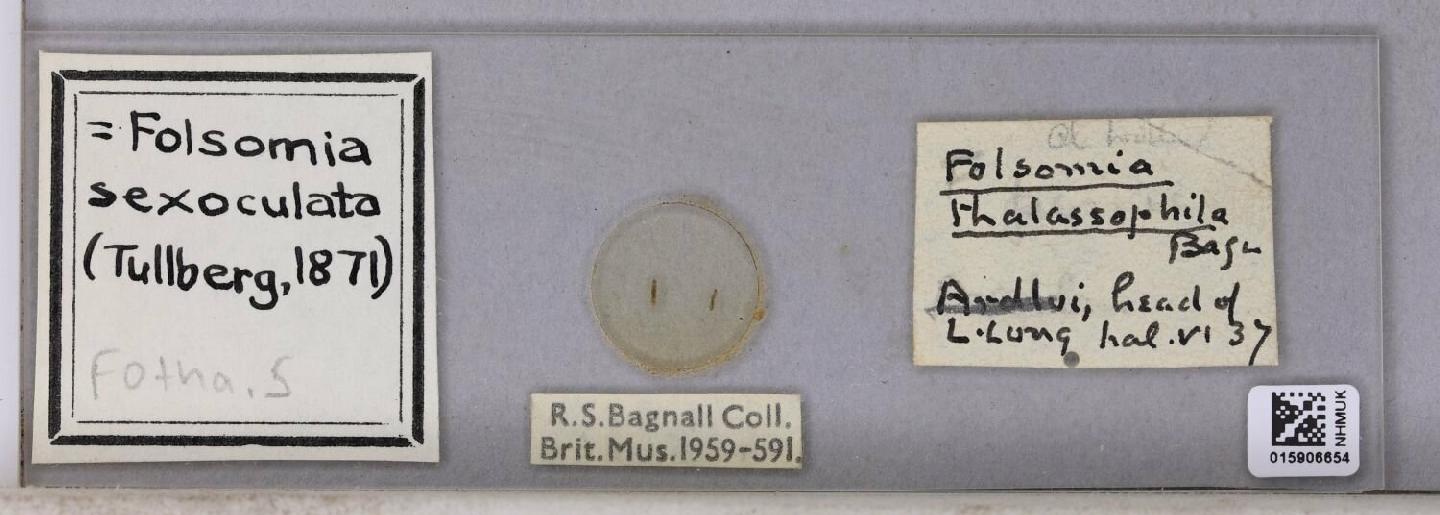 = Folsomia
sexoculata
(Tullberg, 1871)
Fotha. 5
R.S. Bagnall Coll.
Brit. Mus. 1959-591.
Folsomia
thalassophila
Bagn
Ardlui, head of
L. Long hal. VI 37
NHMUK
015906654